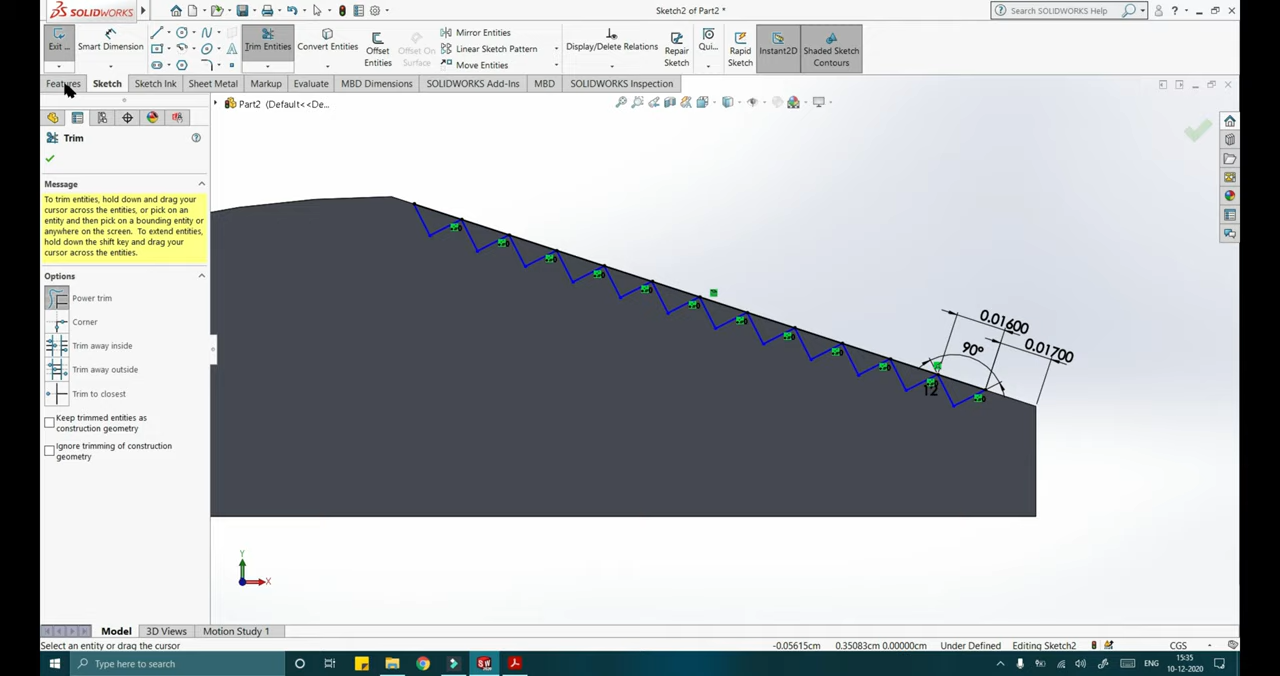 SOLIDWORKS
Sketch2 of Part2 *
Search SOLIDWORKS Help
Exit ...
Smart Dimension
Trim Entities
Convert Entities
Offset Entities
Offset On Surface
Mirror Entities
Linear Sketch Pattern
Move Entities
Display/Delete Relations
Repair Sketch
Qui...
Rapid Sketch
Instant2D
Shaded Sketch Contours
Features
Sketch
Sketch Ink
Sheet Metal
Markup
Evaluate
MBD Dimensions
SOLIDWORKS Add-Ins
MBD
SOLIDWORKS Inspection
Part2 (Default<<De...
Trim
Message
To trim entities, hold down and drag your
cursor across the entities, or pick on an
entity and then pick on a bounding entity or
anywhere on the screen. To extend entities,
hold down the shift key and drag your
cursor across the entities.
Options
Power trim
Corner
Trim away inside
Trim away outside
Trim to closest
Keep trimmed entities as
construction geometry
Ignore trimming of construction
geometry
0.01600
0.01700
90°
12
Y
X
Model
3D Views
Motion Study 1
Select an entity or drag the cursor
-0.05615cm 0.35083cm 0.00000cm
Under Defined
Editing Sketch2
CGS
Type here to search
ENG
15:35
10-12-2020